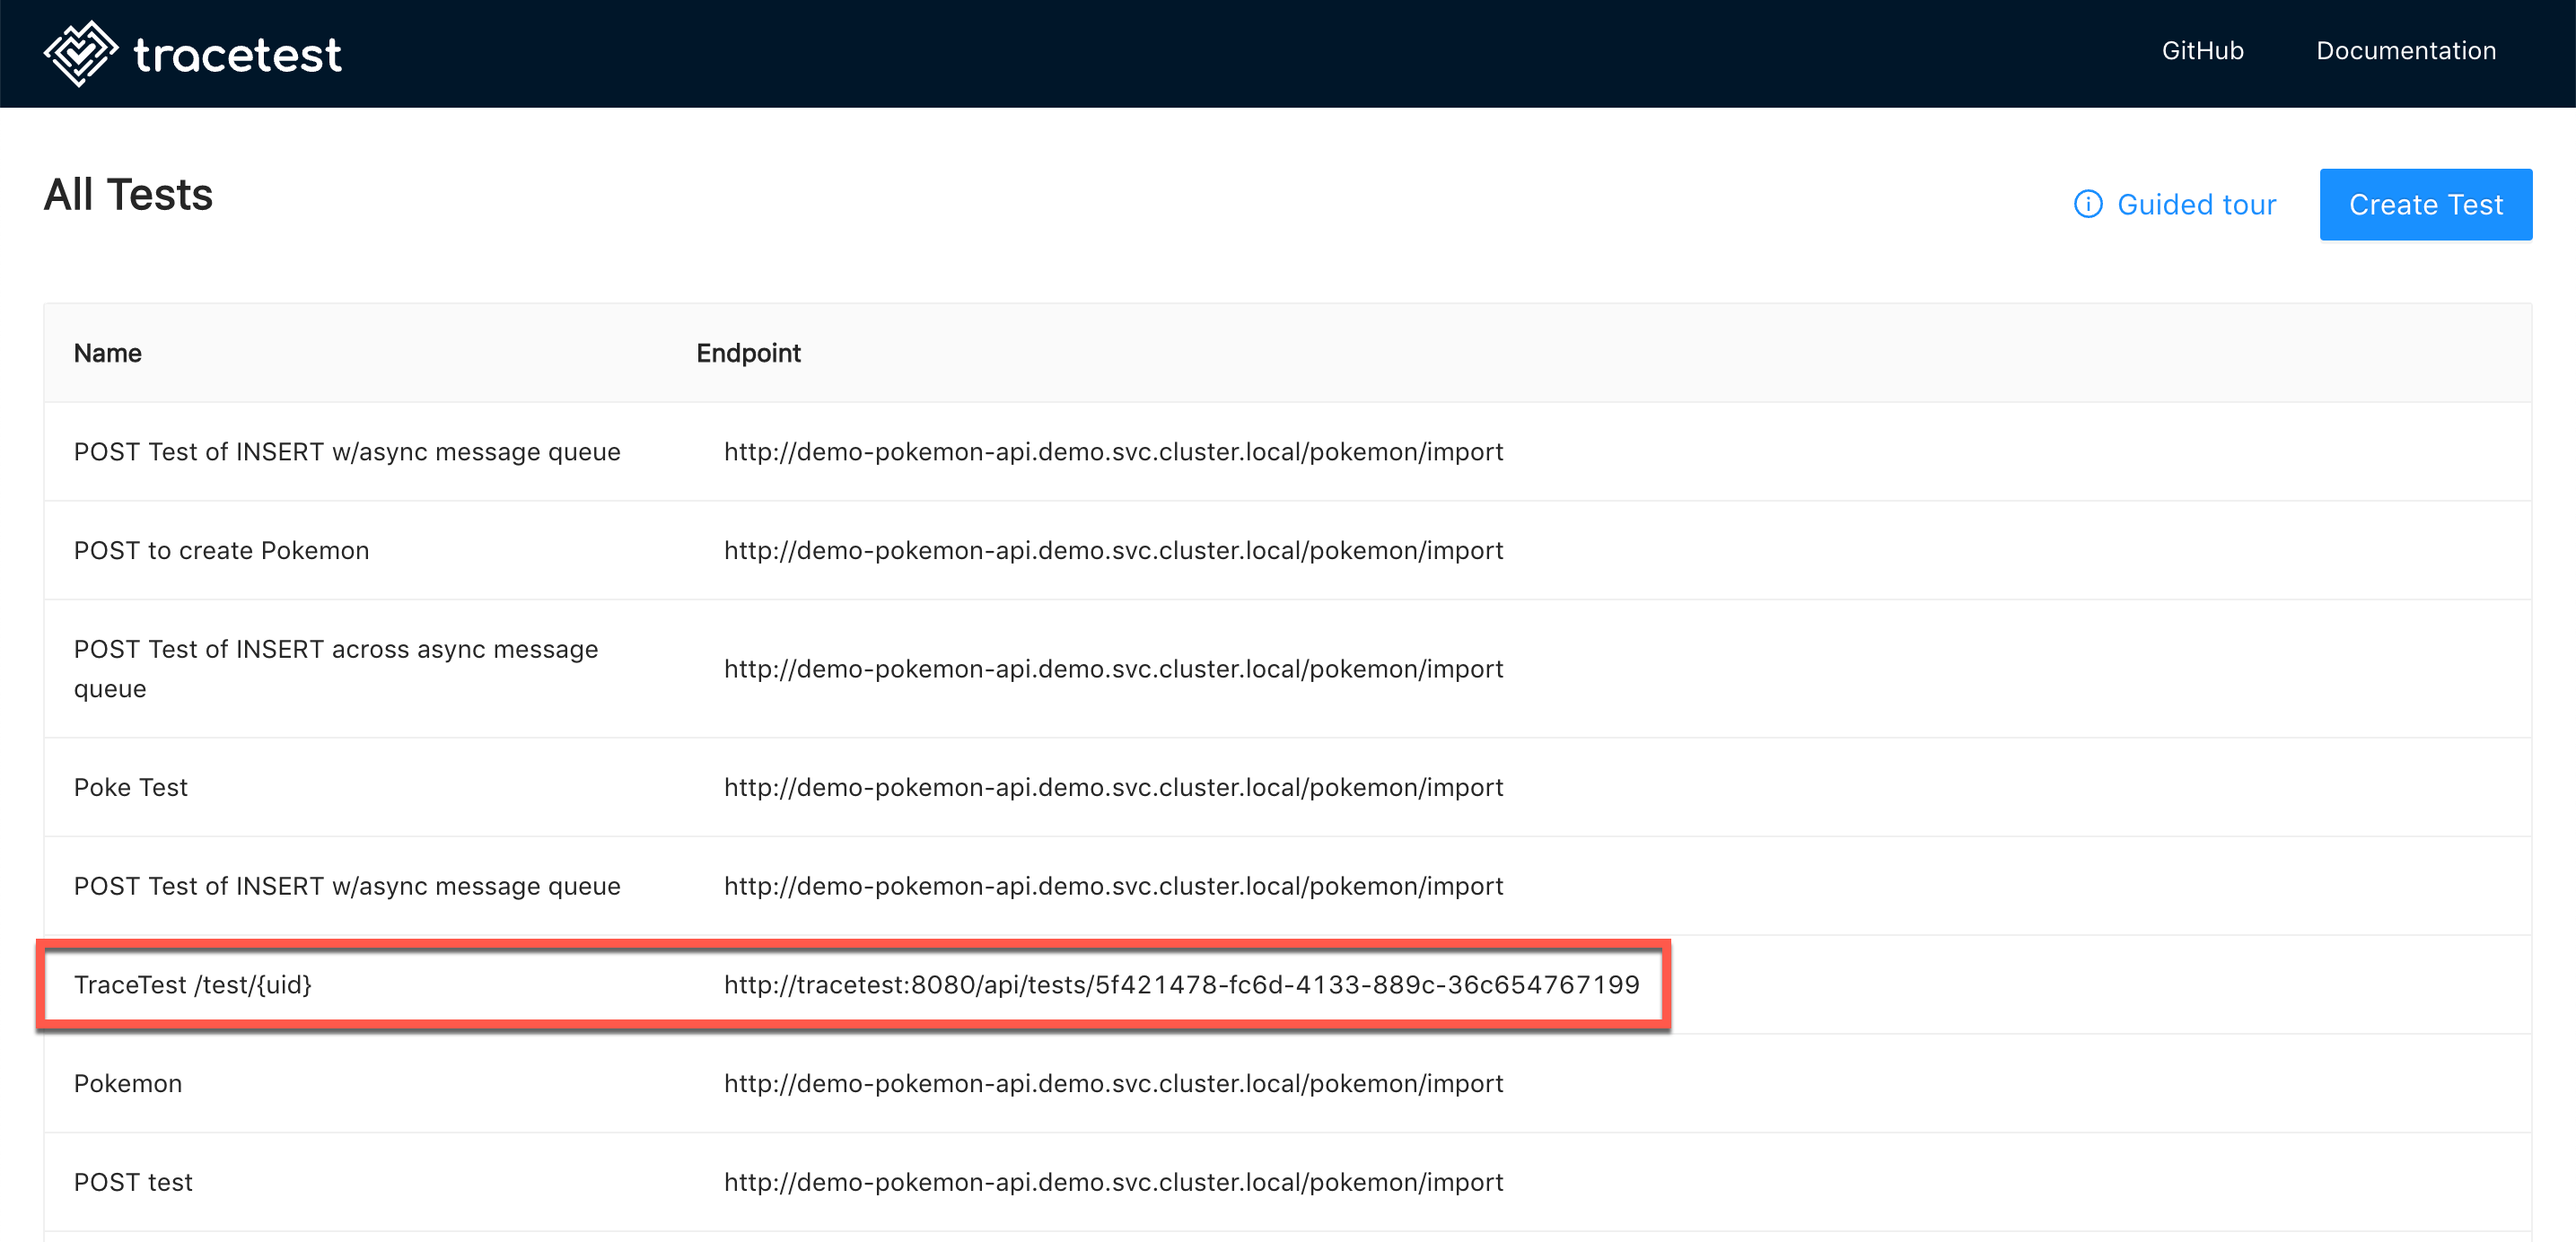 tracetest
GitHub Documentation
All Tests
Guided tour
Create Test
Name Endpoint
POST Test of INSERT w/async message queue http://demo-pokemon-api.demo.svc.cluster.local/pokemon/import
POST to create Pokemon http://demo-pokemon-api.demo.svc.cluster.local/pokemon/import
POST Test of INSERT across async message
queue
http://demo-pokemon-api.demo.svc.cluster.local/pokemon/import
Poke Test http://demo-pokemon-api.demo.svc.cluster.local/pokemon/import
POST Test of INSERT w/async message queue http://demo-pokemon-api.demo.svc.cluster.local/pokemon/import
TraceTest /test/{uid} http://tracetest:8080/api/tests/5f421478-fc6d-4133-889c-36c654767199
Pokemon http://demo-pokemon-api.demo.svc.cluster.local/pokemon/import
POST test http://demo-pokemon-api.demo.svc.cluster.local/pokemon/import